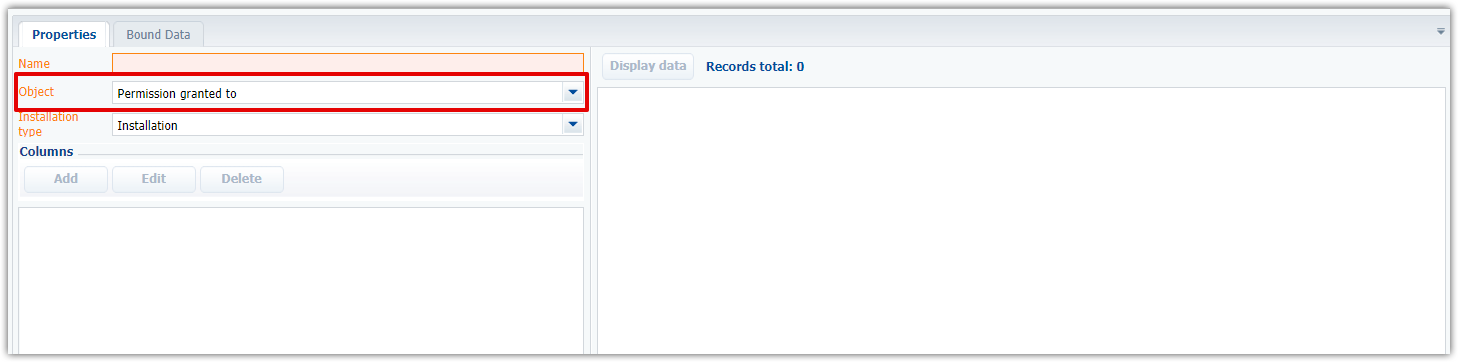 Properties
Bound Data
Name
Object
Permission granted to
Installation
type
Installation
Columns
Add
Edit
Delete
Display data
Records total: 0